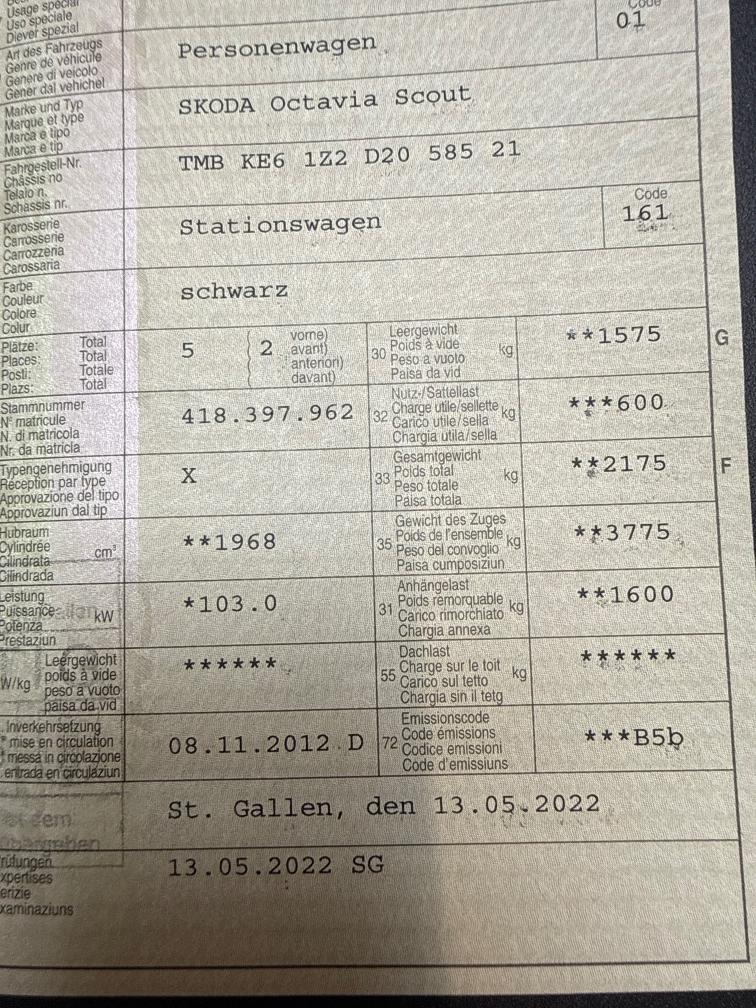 Usage spécial
Uso speciale
Diever spezial
Code
01
Art des Fahrzeugs
Genre de véhicule
Genere di veicolo
Gener dal vehichel
Personenwagen
Marke und Typ
Marque et type
Marca e tipo
Marca e tip
SKODA Octavia Scout
Fahrgestell-Nr.
Châssis no
Telaio n.
Schassis nr.
TMB KE6 1Z2 D20 585 21
Karosserie
Carrosserie
Carrozzeria
Carossaria
Stationswagen
Code
161
Farbe
Couleur
Colore
Colur
schwarz
Plätze: Total
Places: Total
Posti: Totale
Plazs: Total
5 ( 2 vorne)
( avant)
( anteriori)
( davant)
30 Leergewicht
Poids à vide
Peso a vuoto
Paisa da vid
kg
**1575
G
Stammnummer
N° matricule
N. di matricola
Nr. da matricla
418.397.962
32 Nutz-/Sattellast
Charge utile/sellette
Carico utile/sella
Chargia utila/sella
kg
***600
Typengenehmigung
Réception par type
Approvazione del tipo
Approvaziun dal tip
X
33 Gesamtgewicht
Poids total
Peso totale
Paisa totala
kg
**2175
F
Hubraum
Cylindrée
Cilindrata
Cilindrada
cm³
**1968
35 Gewicht des Zuges
Poids de l'ensemble
Peso del convoglio
Paisa cumposiziun
kg
**3775
Leistung
Puissance
Potenza
Prestaziun
kW
*103.0
31 Anhängelast
Poids remorquable
Carico rimorchiato
Chargia annexa
kg
**1600
W/kg
Leergewicht
poids à vide
peso a vuoto
paisa da vid
******
55 Dachlast
Charge sur le toit
Carico sul tetto
Chargia sin il tetg
kg
******
. Inverkehrsetzung
mise en circulation
messa in circolazione
entrada en circulaziun
08.11.2012 D
72 Emissionscode
Code émissions
Codice emissioni
Code d'emissiuns
***B5b
St. Gallen, den 13.05.2022
rüfungen
xpertises
erizie
xaminaziuns
13.05.2022 SG